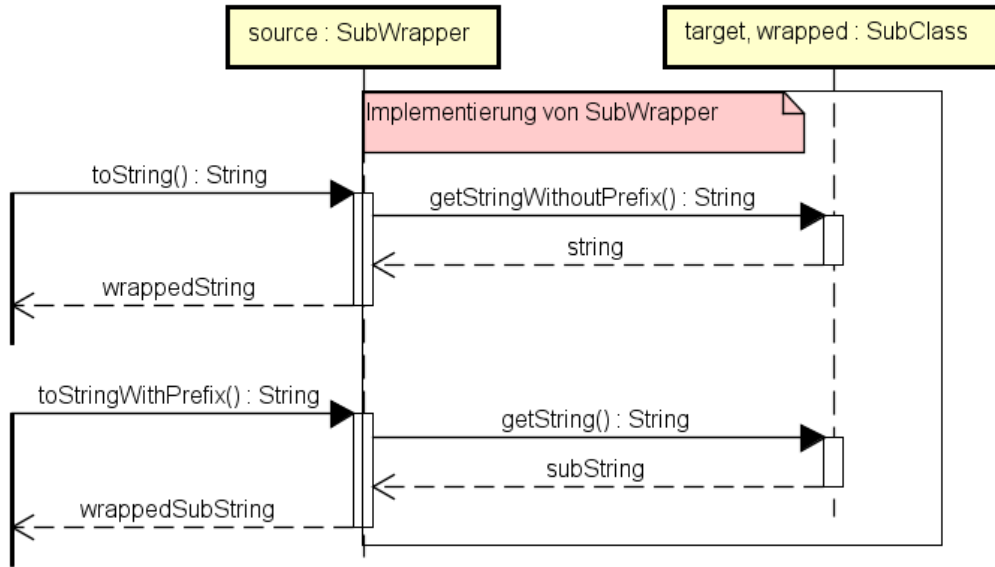 source : SubWrapper
target, wrapped : SubClass
Implementierung von SubWrapper
toString() : String
getStringWithoutPrefix() : String
string
wrappedString
toStringWithPrefix() : String
getString() : String
subString
wrappedSubString